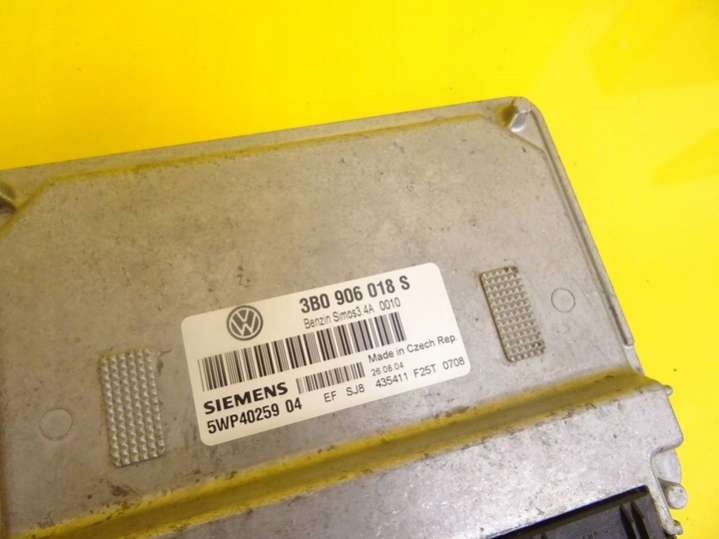 3B0 906 018 S
Benzin Simos3.4A 0010
Made in Czech Rep.
SIEMENS 26.08.04
5WP40259 04 EF SJ8 435411 F25T 0708